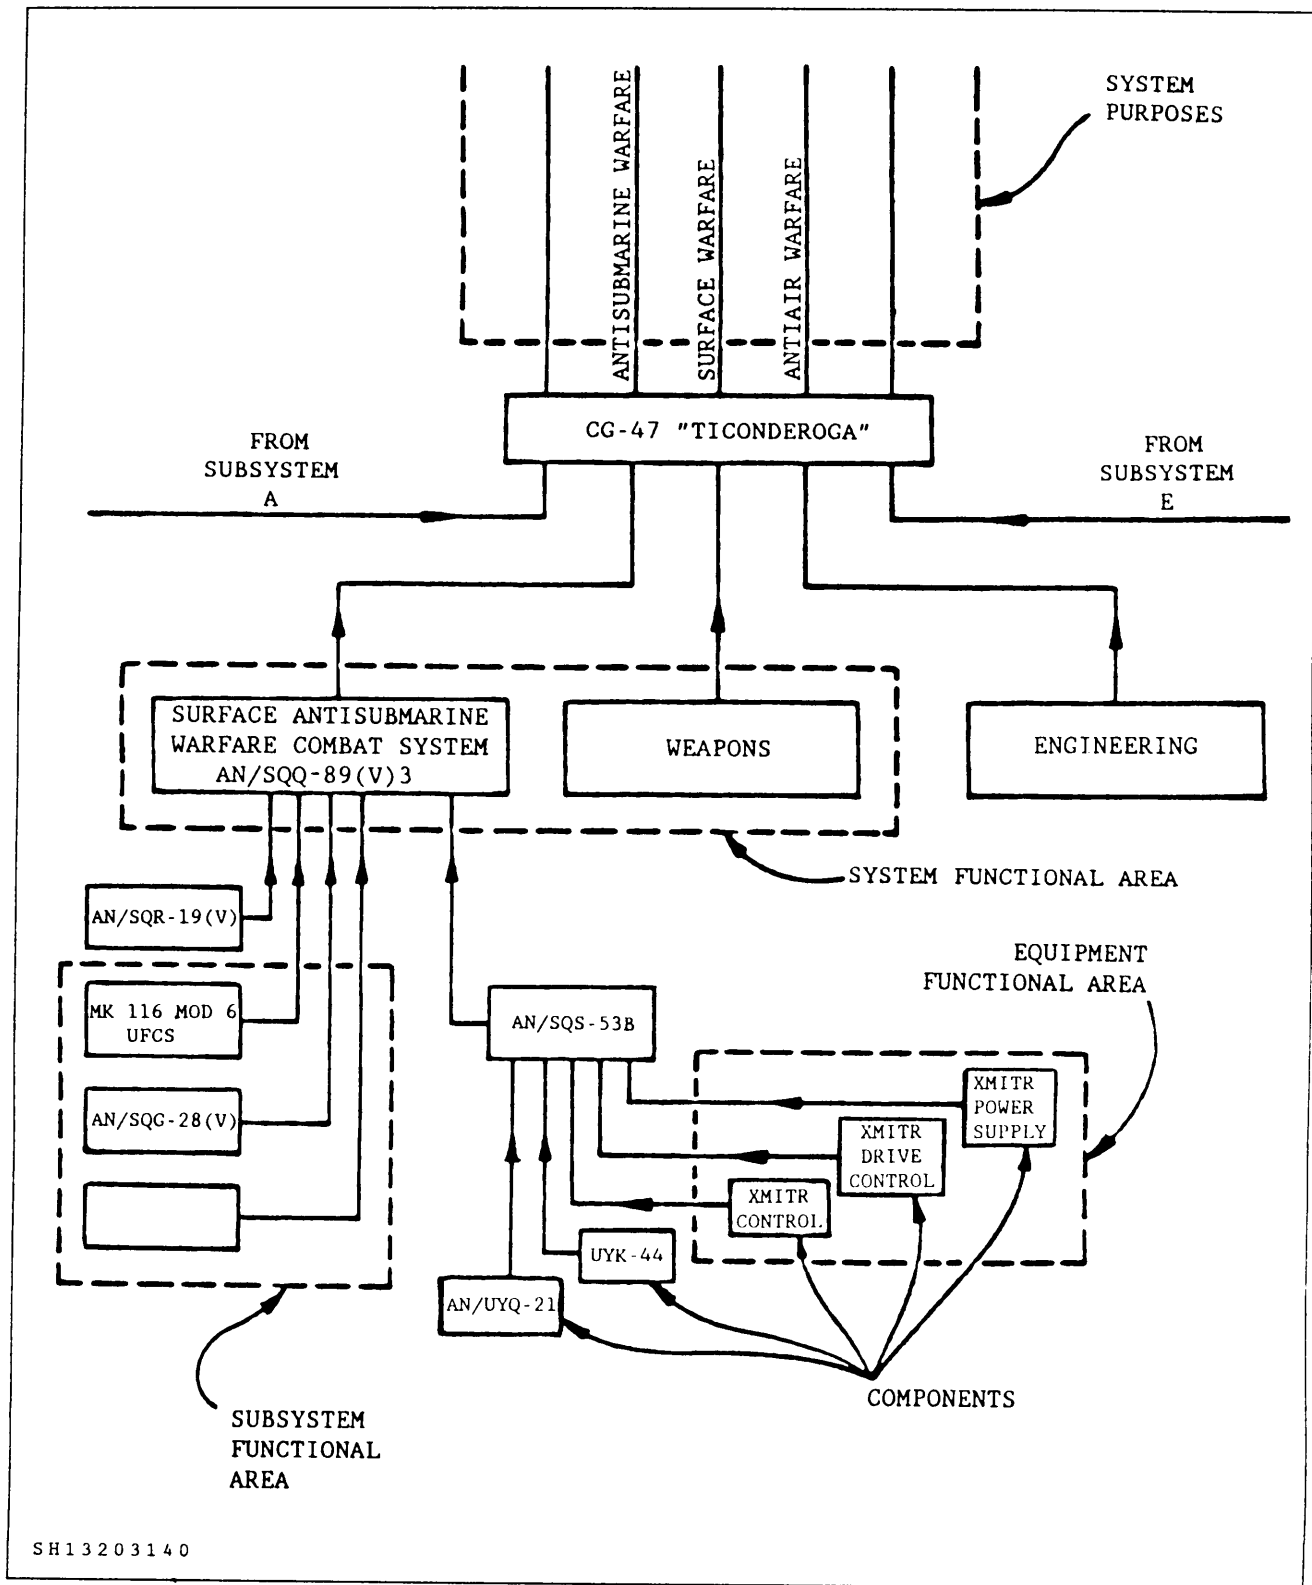 SYSTEM
PURPOSES
ANTISUBMARINE WARFARE
SURFACE WARFARE
ANTIAIR WARFARE
CG-47 "TICONDEROGA"
FROM
SUBSYSTEM
A
FROM
SUBSYSTEM
E
SURFACE ANTISUBMARINE
WARFARE COMBAT SYSTEM
AN/SQQ-89(V)3
WEAPONS
ENGINEERING
SYSTEM FUNCTIONAL AREA
AN/SQR-19(V)
MK 116 MOD 6
UFCS
AN/SQG-28(V)
AN/SQS-53B
EQUIPMENT
FUNCTIONAL AREA
XMITR
POWER
SUPPLY
XMITR
DRIVE
CONTROL
XMITR
CONTROL
UYK-44
AN/UYQ-21
COMPONENTS
SUBSYSTEM
FUNCTIONAL
AREA
SH13203140